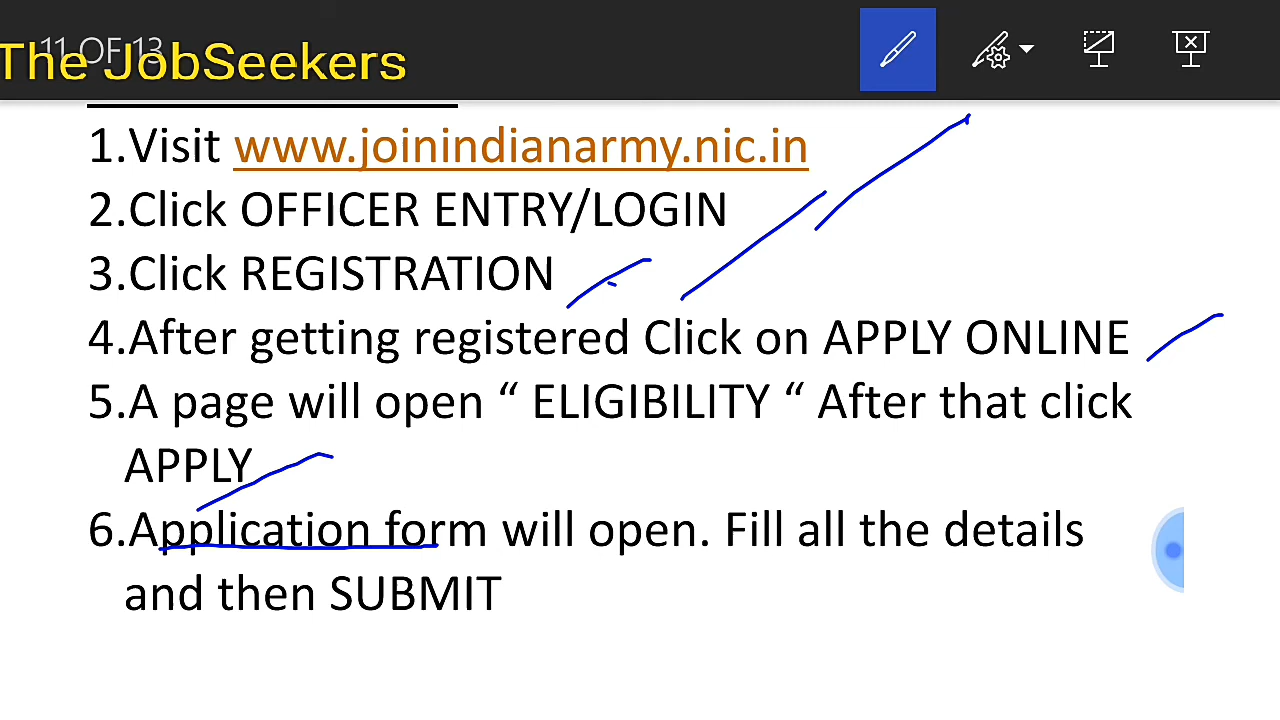 11 OF 13
The JobSeekers
1.Visit www.joinindianarmy.nic.in
2.Click OFFICER ENTRY/LOGIN
3.Click REGISTRATION
4.After getting registered Click on APPLY ONLINE
5.A page will open “ ELIGIBILITY “ After that click
APPLY
6.Application form will open. Fill all the details
and then SUBMIT